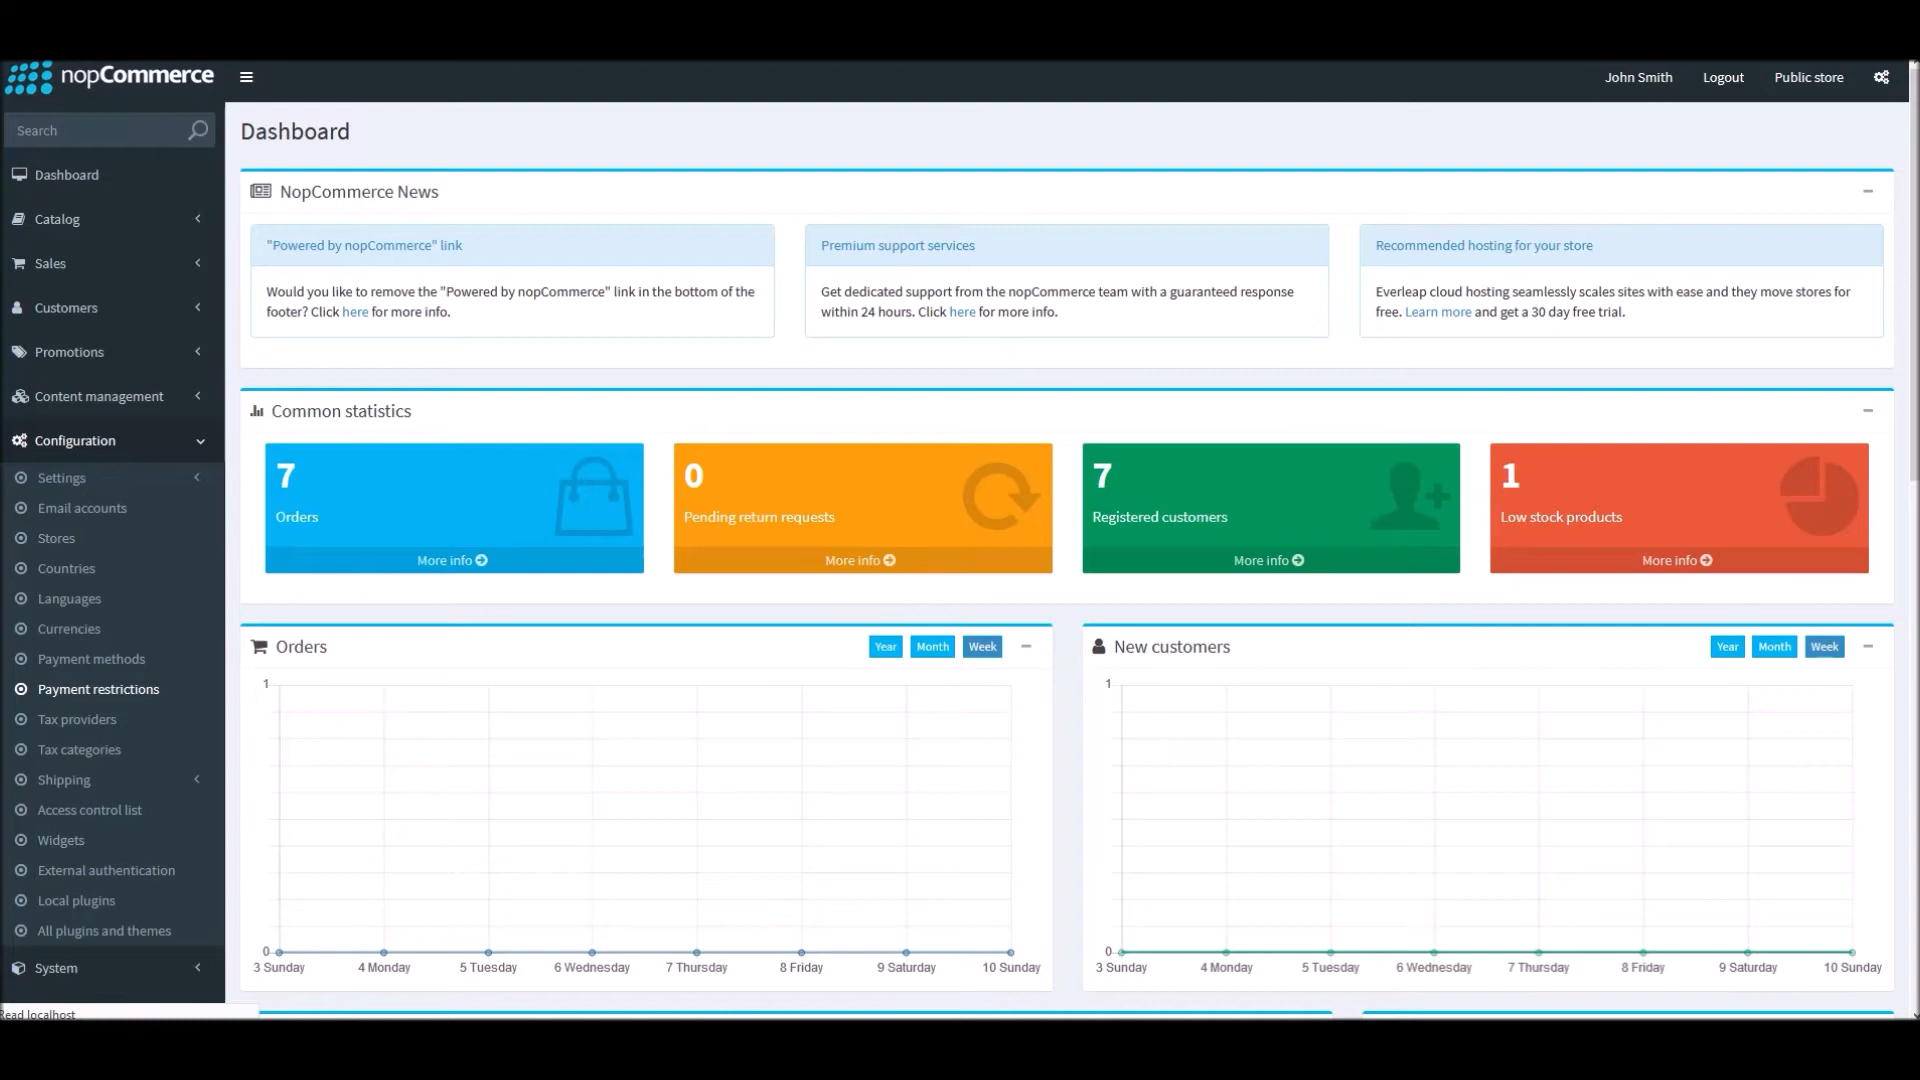 nopCommerce
John Smith
Logout
Public store
Search
Dashboard
Catalog
Sales
Customers
Promotions
Content management
Configuration
Settings
Email accounts
Stores
Countries
Languages
Currencies
Payment methods
Payment restrictions
Tax providers
Tax categories
Shipping
Access control list
Widgets
External authentication
Local plugins
All plugins and themes
System
Read localhost
Dashboard
NopCommerce News
"Powered by nopCommerce" link
Would you like to remove the "Powered by nopCommerce" link in the bottom of the
footer? Click here for more info.
Premium support services
Get dedicated support from the nopCommerce team with a guaranteed response
within 24 hours. Click here for more info.
Recommended hosting for your store
Everleap cloud hosting seamlessly scales sites with ease and they move stores for
free. Learn more and get a 30 day free trial.
Common statistics
7
Orders
More info
0
Pending return requests
More info
7
Registered customers
More info
1
Low stock products
More info
Orders
Year Month Week
1
0
3 Sunday 4 Monday 5 Tuesday 6 Wednesday 7 Thursday 8 Friday 9 Saturday 10 Sunday
New customers
Year Month Week
1
0
3 Sunday 4 Monday 5 Tuesday 6 Wednesday 7 Thursday 8 Friday 9 Saturday 10 Sunday